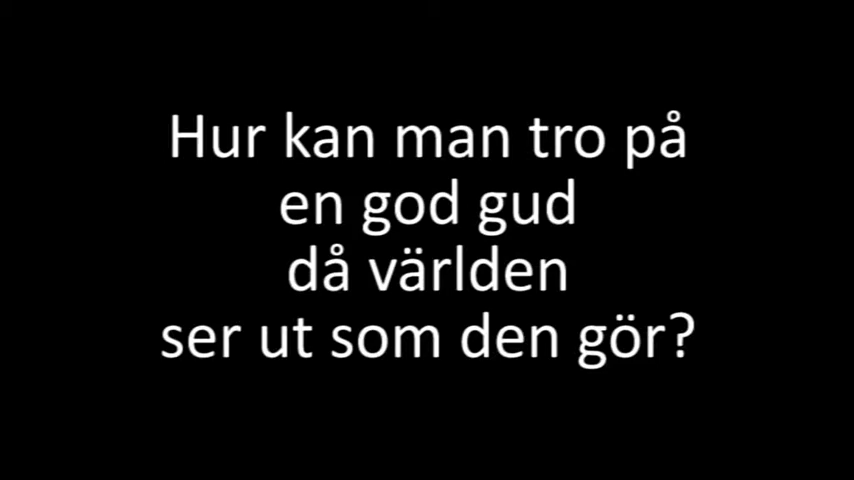 Hur kan man tro på
en god gud
då världen
ser ut som den gör?